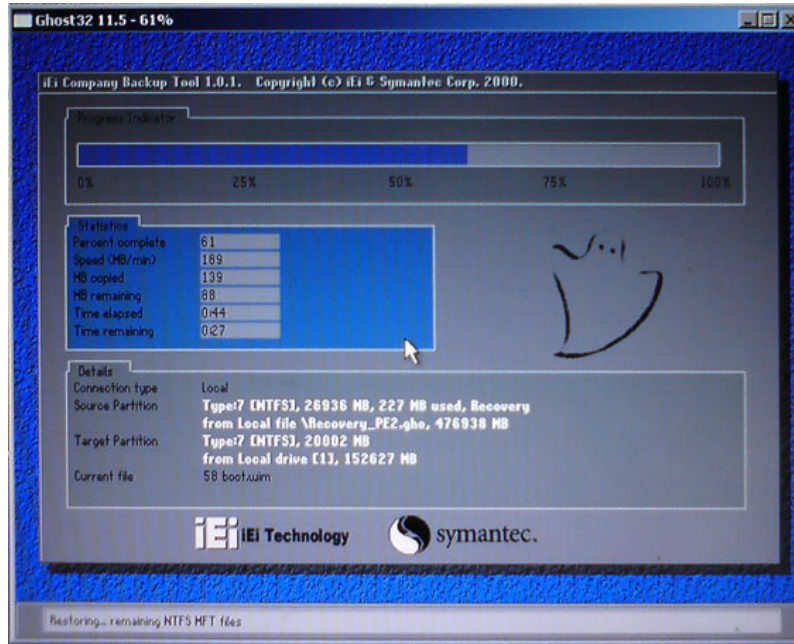 Ghost32 11.5 - 61%
iEi Company Backup Tool 1.0.1. Copyright (c) iEi & Symantec Corp. 2000.
Progress Indicator
0% 25% 50% 75% 100%
Statistics
Percent complete 61
Speed (MB/min) 189
MB copied 139
MB remaining 88
Time elapsed 0:44
Time remaining 0:27
Details
Connection type Local
Source Partition Type:7 [NTFS], 26936 MB, 227 MB used, Recovery
from Local file \Recovery_PE2.gho, 476938 MB
Target Partition Type:7 [NTFS], 20002 MB
from Local drive [1], 152627 MB
Current file 58 boot.wim
iEi iEi Technology symantec.
Restoring... remaining NTFS MFT files